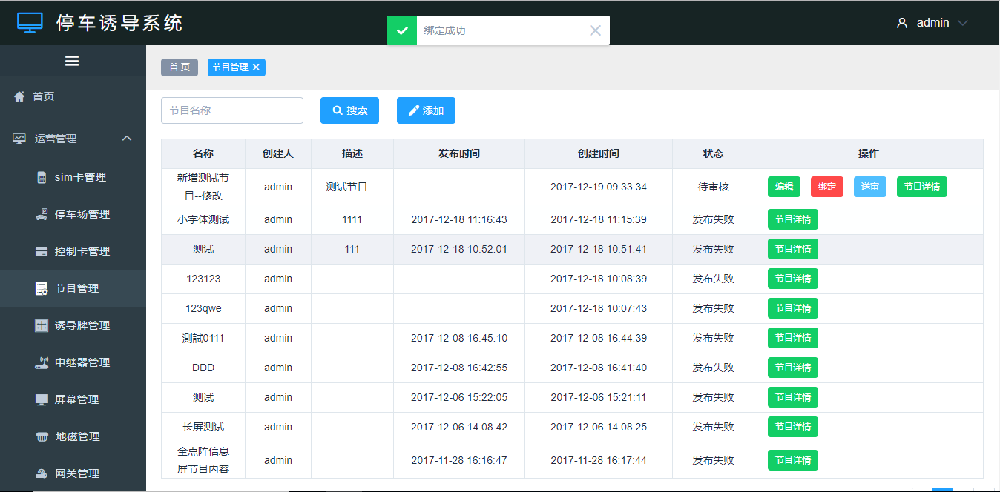 停车诱导系统
绑定成功
admin
首页
节目管理
首页
运营管理
sim卡管理
停车场管理
控制卡管理
节目管理
诱导牌管理
中继器管理
屏幕管理
地磁管理
网关管理
节目名称
搜索
添加
名称 创建人 描述 发布时间 创建时间 状态 操作
新增测试节
目--修改 admin 测试节目... 2017-12-19 09:33:34 待审核 编辑 绑定 送审 节目详情
小字体测试 admin 1111 2017-12-18 11:16:43 2017-12-18 11:15:39 发布失败 节目详情
测试 admin 111 2017-12-18 10:52:01 2017-12-18 10:51:41 发布失败 节目详情
123123 admin 2017-12-18 10:08:39 发布失败 节目详情
123qwe admin 2017-12-18 10:07:43 发布失败 节目详情
測試0111 admin 2017-12-08 16:45:10 2017-12-08 16:44:39 发布失败 节目详情
DDD admin 2017-12-08 16:42:55 2017-12-08 16:41:40 发布失败 节目详情
测试 admin 2017-12-06 15:22:05 2017-12-06 15:21:11 发布失败 节目详情
长屏测试 admin 2017-12-06 14:08:42 2017-12-06 14:08:25 发布失败 节目详情
全点阵信息
屏节目内容 admin 2017-11-28 16:16:47 2017-11-28 16:17:44 发布失败 节目详情